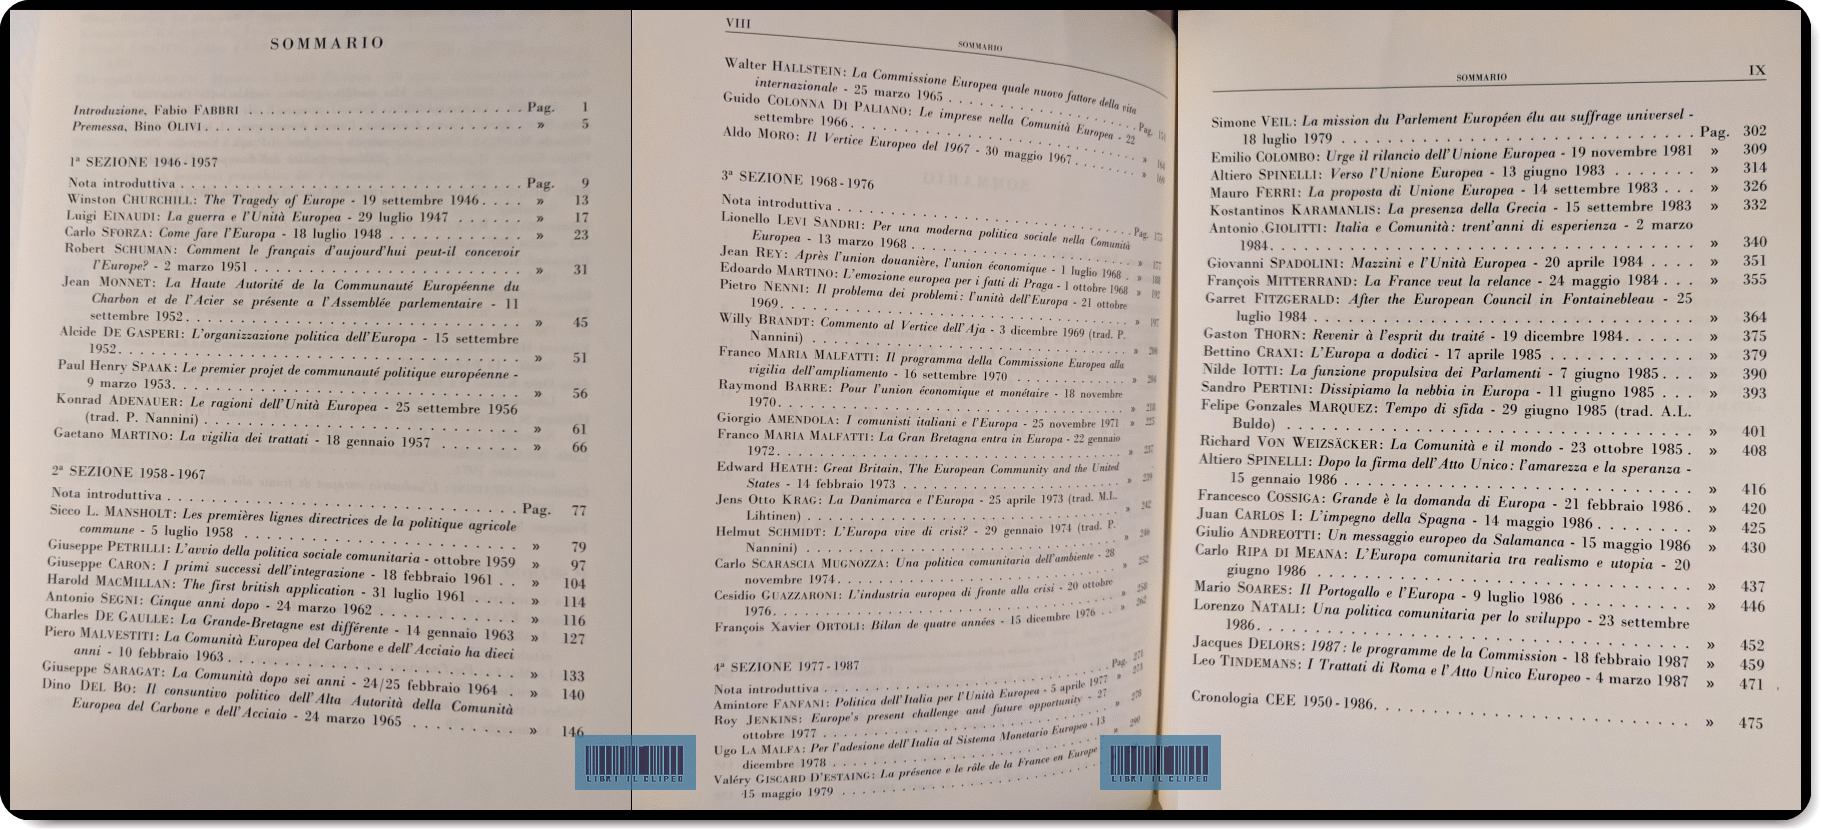 SOMMARIO
Introduzione, Fabio FABBRI . . . . . . . . . . . . . . . . . . . . . . . . Pag. 1
Premessa, Bino OLIVI. . . . . . . . . . . . . . . . . . . . . . . . . . . . » 5
1ª SEZIONE 1946-1957
Nota introduttiva . . . . . . . . . . . . . . . . . . . . . . . . . . . . . . Pag. 9
Winston CHURCHILL: The Tragedy of Europe - 19 settembre 1946. . . . » 13
Luigi EINAUDI: La guerra e l'Unità Europea - 29 luglio 1947 . . . . . . » 17
Carlo SFORZA: Come fare l'Europa - 18 luglio 1948 . . . . . . . . . . . » 23
Robert SCHUMAN: Comment le français d'aujourd'hui peut-il concevoir
l'Europe? - 2 marzo 1951 . . . . . . . . . . . . . . . . . . . . . . . » 31
Jean MONNET: La Haute Autorité de la Communauté Européenne du
Charbon et de l'Acier se présente a l'Assemblée parlementaire - 11
settembre 1952. . . . . . . . . . . . . . . . . . . . . . . . . . . . . » 45
Alcide DE GASPERI: L'organizzazione politica dell'Europa - 15 settembre
1952. . . . . . . . . . . . . . . . . . . . . . . . . . . . . . . . . . . » 51
Paul Henry SPAAK: Le premier projet de communauté politique européenne -
9 marzo 1953. . . . . . . . . . . . . . . . . . . . . . . . . . . . . . » 56
Konrad ADENAUER: Le ragioni dell'Unità Europea - 25 settembre 1956
(trad. P. Nannini) . . . . . . . . . . . . . . . . . . . . . . . . . . . » 61
Gaetano MARTINO: La vigilia dei trattati - 18 gennaio 1957 . . . . . . . » 66
2ª SEZIONE 1958-1967
Nota introduttiva . . . . . . . . . . . . . . . . . . . . . . . . . . . . . . Pag. 77
Sicco L. MANSHOLT: Les premières lignes directrices de la politique agricole
commune - 5 luglio 1958 . . . . . . . . . . . . . . . . . . . . . . . » 79
Giuseppe PETRILLI: L'avvio della politica sociale comunitaria - ottobre 1959 » 97
Giuseppe CARON: I primi successi dell'integrazione - 18 febbraio 1961 . . » 104
Harold MACMILLAN: The first british application - 31 luglio 1961 . . . . » 114
Antonio SEGNI: Cinque anni dopo - 24 marzo 1962 . . . . . . . . . . . » 116
Charles DE GAULLE: La Grande-Bretagne est différente - 14 gennaio 1963 » 127
Piero MALVESTITI: La Comunità Europea del Carbone e dell'Acciaio ha dieci
anni - 10 febbraio 1963. . . . . . . . . . . . . . . . . . . . . . . . . » 133
Giuseppe SARAGAT: La Comunità dopo sei anni - 24/25 febbraio 1964 . » 140
Dino DEL BO: Il consuntivo politico dell'Alta Autorità della Comunità
Europea del Carbone e dell'Acciaio - 24 marzo 1965 . . . . . . . . » 146
VIII
SOMMARIO
Walter HALLSTEIN: La Commissione Europea quale nuovo fattore della vita
internazionale - 25 marzo 1965 . . . . . . . . . . . . . . . . . Pag.
Guido COLONNA DI PALIANO: Le imprese nella Comunità Europea - 22
settembre 1966 . . . . . . . . . . . . . . . . . . . . . . . . . . . »
Aldo MORO: Il Vertice Europeo del 1967 - 30 maggio 1967 . . . . . . . »
3ª SEZIONE 1968-1976
Nota introduttiva . . . . . . . . . . . . . . . . . . . . . . . . . . . . Pag.
Lionello LEVI SANDRI: Per una moderna politica sociale nella Comunità
Europea - 13 marzo 1968 . . . . . . . . . . . . . . . . . . . . . . »
Jean REY: Après l'union douanière, l'union économique - 1 luglio 1968 . »
Edoardo MARTINO: L'emozione europea per i fatti di Praga - 1 ottobre 1968 »
Pietro NENNI: Il problema dei problemi: l'unità dell'Europa - 21 ottobre
1969. . . . . . . . . . . . . . . . . . . . . . . . . . . . . . . . . » 197
Willy BRANDT: Commento al Vertice dell'Aja - 3 dicembre 1969 (trad. P.
Nannini) . . . . . . . . . . . . . . . . . . . . . . . . . . . . . . »
Franco MARIA MALFATTI: Il programma della Commissione Europea alla
vigilia dell'ampliamento - 16 settembre 1970 . . . . . . . . . . . »
Raymond BARRE: Pour l'union économique et monétaire - 18 novembre
1970. . . . . . . . . . . . . . . . . . . . . . . . . . . . . . . . . »
Giorgio AMENDOLA: I comunisti italiani e l'Europa - 25 novembre 1971 » 225
Franco MARIA MALFATTI: La Gran Bretagna entra in Europa - 22 gennaio
1972. . . . . . . . . . . . . . . . . . . . . . . . . . . . . . . . . » 237
Edward HEATH: Great Britain, The European Community and the United
States - 14 febbraio 1973 . . . . . . . . . . . . . . . . . . . . . » 239
Jens Otto KRAG: La Danimarca e l'Europa - 25 aprile 1973 (trad. M.L.
Lihtinen) . . . . . . . . . . . . . . . . . . . . . . . . . . . . . . » 242
Helmut SCHMIDT: L'Europa vive di crisi? - 29 gennaio 1974 (trad. P.
Nannini) . . . . . . . . . . . . . . . . . . . . . . . . . . . . . . » 246
Carlo SCARASCIA MUGNOZZA: Una politica comunitaria dell'ambiente - 28
novembre 1974. . . . . . . . . . . . . . . . . . . . . . . . . . . . » 252
Cesidio GUAZZARONI: L'industria europea di fronte alla crisi - 20 ottobre
1976. . . . . . . . . . . . . . . . . . . . . . . . . . . . . . . . . » 258
François Xavier ORTOLI: Bilan de quatre années - 15 dicembre 1976 . . » 262
4ª SEZIONE 1977-1987
Nota introduttiva . . . . . . . . . . . . . . . . . . . . . . . . . . . . Pag. 271
Amintore FANFANI: Politica dell'Italia per l'Unità Europea - 5 aprile 1977 » 273
Roy JENKINS: Europe's present challenge and future opportunity - 27
ottobre 1977 . . . . . . . . . . . . . . . . . . . . . . . . . . . . » 278
Ugo LA MALFA: Per l'adesione dell'Italia al Sistema Monetario Europeo - 13
dicembre 1978 . . . . . . . . . . . . . . . . . . . . . . . . . . . » 290
Valéry GISCARD D'ESTAING: La présence e le rôle de la France en Europe
15 maggio 1979 . . . . . . . . . . . . . . . . . . . . . . . . . . .
IX
SOMMARIO
Simone VEIL: La mission du Parlement Européen élu au suffrage universel -
18 luglio 1979 . . . . . . . . . . . . . . . . . . . . . . . . . . . Pag. 302
Emilio COLOMBO: Urge il rilancio dell'Unione Europea - 19 novembre 1981 » 309
Altiero SPINELLI: Verso l'Unione Europea - 13 giugno 1983 . . . . . . . » 314
Mauro FERRI: La proposta di Unione Europea - 14 settembre 1983 . . . » 326
Kostantinos KARAMANLIS: La presenza della Grecia - 15 settembre 1983 » 332
Antonio GIOLITTI: Italia e Comunità: trent'anni di esperienza - 2 marzo
1984. . . . . . . . . . . . . . . . . . . . . . . . . . . . . . . . . . » 340
Giovanni SPADOLINI: Mazzini e l'Unità Europea - 20 aprile 1984 . . . . » 351
François MITTERRAND: La France veut la relance - 24 maggio 1984 . . . » 355
Garret FITZGERALD: After the European Council in Fontainebleau - 25
luglio 1984 . . . . . . . . . . . . . . . . . . . . . . . . . . . . . » 364
Gaston THORN: Revenir à l'esprit du traité - 19 dicembre 1984. . . . . . » 375
Bettino CRAXI: L'Europa a dodici - 17 aprile 1985 . . . . . . . . . . . » 379
Nilde IOTTI: La funzione propulsiva dei Parlamenti - 7 giugno 1985. . . » 390
Sandro PERTINI: Dissipiamo la nebbia in Europa - 11 giugno 1985 . . . » 393
Felipe Gonzales MARQUEZ: Tempo di sfida - 29 giugno 1985 (trad. A.L.
Buldo) . . . . . . . . . . . . . . . . . . . . . . . . . . . . . . . » 401
Richard VON WEIZSÄCKER: La Comunità e il mondo - 23 ottobre 1985 . » 408
Altiero SPINELLI: Dopo la firma dell'Atto Unico: l'amarezza e la speranza -
15 gennaio 1986 . . . . . . . . . . . . . . . . . . . . . . . . . . » 416
Francesco COSSIGA: Grande è la domanda di Europa - 21 febbraio 1986 . » 420
Juan CARLOS I: L'impegno della Spagna - 14 maggio 1986 . . . . . . . » 425
Giulio ANDREOTTI: Un messaggio europeo da Salamanca - 15 maggio 1986 » 430
Carlo RIPA DI MEANA: L'Europa comunitaria tra realismo e utopia - 20
giugno 1986 . . . . . . . . . . . . . . . . . . . . . . . . . . . . » 437
Mario SOARES: Il Portogallo e l'Europa - 9 luglio 1986 . . . . . . . . . » 446
Lorenzo NATALI: Una politica comunitaria per lo sviluppo - 23 settembre
1986. . . . . . . . . . . . . . . . . . . . . . . . . . . . . . . . . . » 452
Jacques DELORS: 1987: le programme de la Commission - 18 febbraio 1987 » 459
Leo TINDEMANS: I Trattati di Roma e l'Atto Unico Europeo - 4 marzo 1987 » 471
Cronologia CEE 1950-1986. . . . . . . . . . . . . . . . . . . . . . . . » 475
LIBRI IL CLIPEO
LIBRI IL CLIPEO